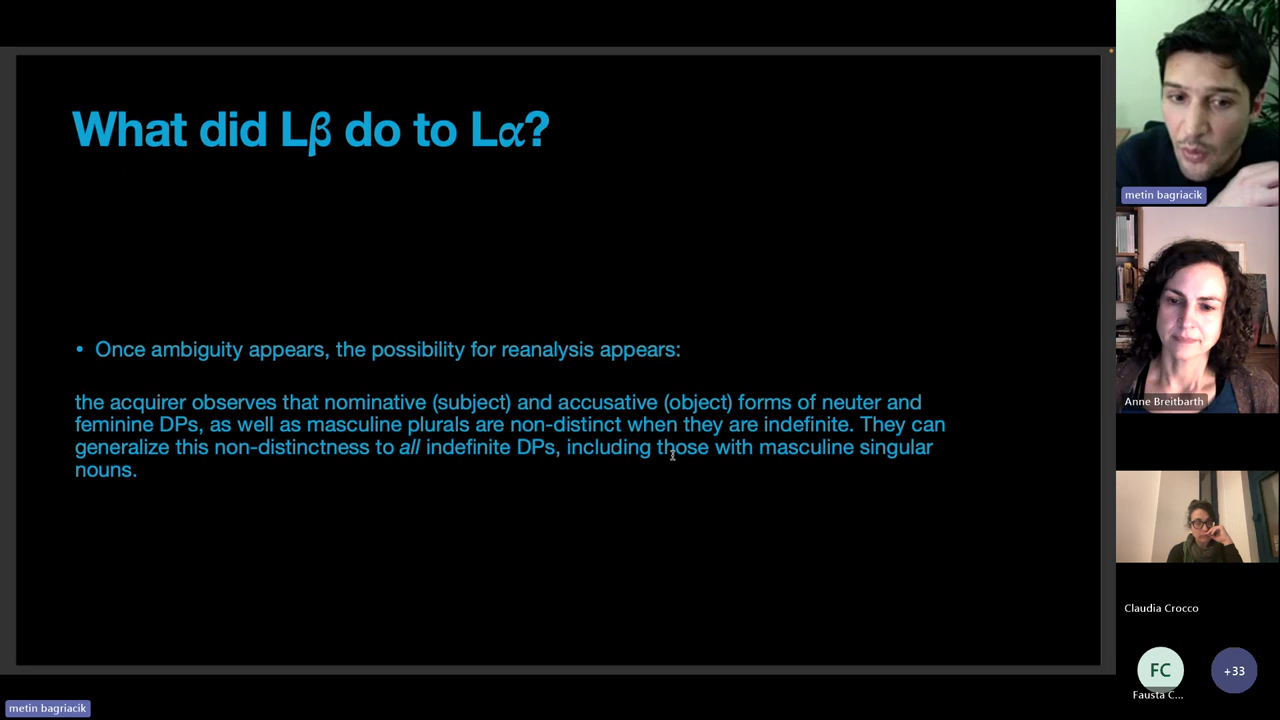 What did Lβ do to Lα?
• Once ambiguity appears, the possibility for reanalysis appears:
the acquirer observes that nominative (subject) and accusative (object) forms of neuter and
feminine DPs, as well as masculine plurals are non-distinct when they are indefinite. They can
generalize this non-distinctness to all indefinite DPs, including those with masculine singular
nouns.
metin bagriacik
Anne Breitbarth
Claudia Crocco
FC
+33
Fausta C...
metin bagriacik